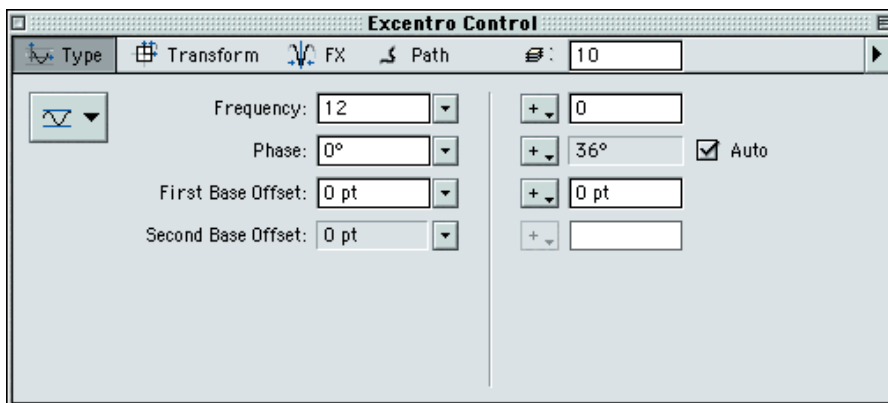 Excentro Control
Type Transform FX Path : 10
Frequency: 12 + 0
Phase: 0° + 36° Auto
First Base Offset: 0 pt + 0 pt
Second Base Offset: 0 pt +